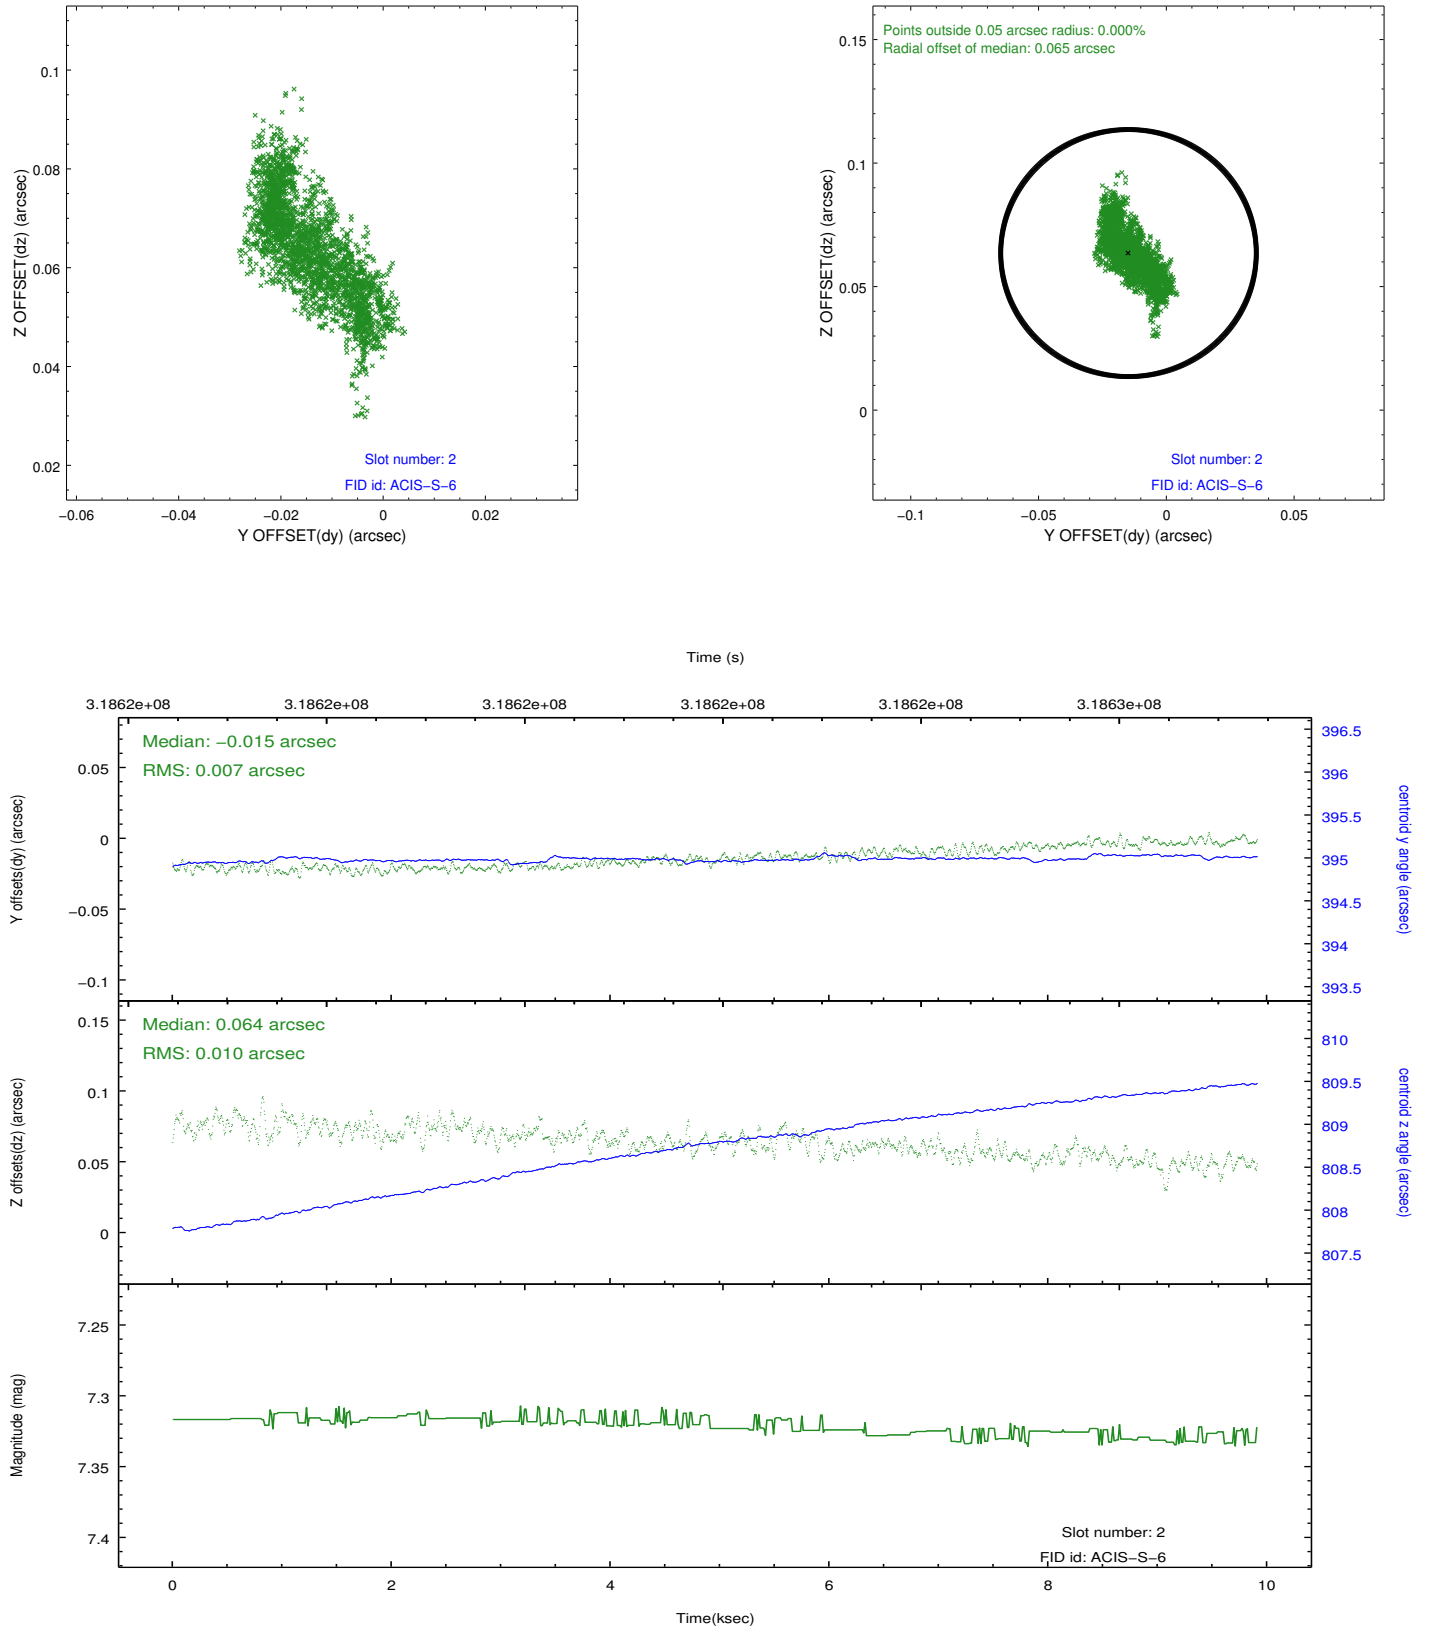 0.1
0.08
0.06
0.04
0.02
Z OFFSET(dz) (arcsec)
Slot number: 2
FID id: ACIS−S−6
−0.06 −0.04 −0.02 0 0.02
Y OFFSET(dy) (arcsec)
Points outside 0.05 arcsec radius: 0.000%
Radial offset of median: 0.065 arcsec
0.15
0.1
0.05
0
Z OFFSET(dz) (arcsec)
Slot number: 2
FID id: ACIS−S−6
−0.1 −0.05 0 0.05
Y OFFSET(dy) (arcsec)
Time (s)
3.1862e+08 3.1862e+08 3.1862e+08 3.1862e+08 3.1862e+08 3.1863e+08
Median: −0.015 arcsec
RMS: 0.007 arcsec
0.05
0
−0.05
−0.1
Y offsets(dy) (arcsec)
396.5
396
395.5
395
394.5
394
393.5
centroid y angle (arcsec)
Median: 0.064 arcsec
RMS: 0.010 arcsec
0.15
0.1
0.05
0
Z offsets(dz) (arcsec)
810
809.5
809
808.5
808
807.5
centroid z angle (arcsec)
7.25
7.3
7.35
7.4
Magnitude (mag)
Slot number: 2
FID id: ACIS−S−6
0 2 4 6 8 10
Time(ksec)